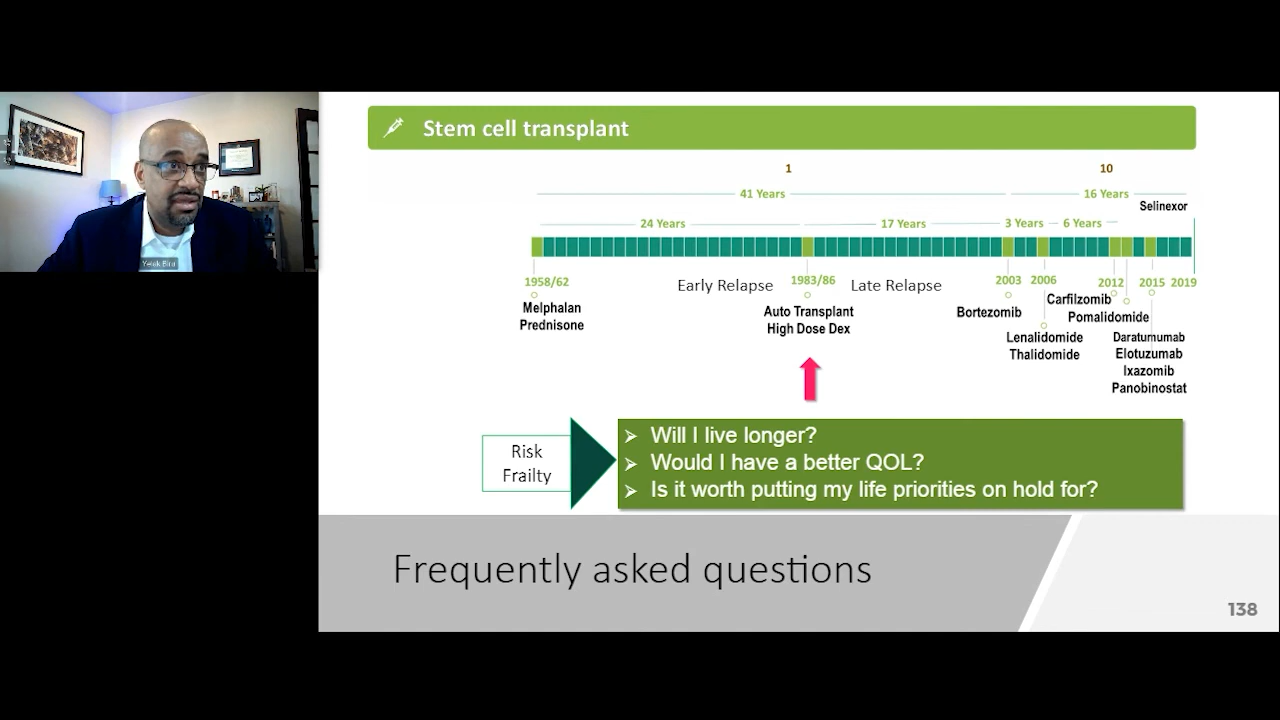 Stem cell transplant
1 10
41 Years 16 Years
Selinexor
24 Years 17 Years 3 Years 6 Years
1958/62 Early Relapse 1983/86 Late Relapse 2003 2006 2012 2015 2019
Melphalan
Prednisone
Auto Transplant
High Dose Dex
Bortezomib
Lenalidomide
Thalidomide
Carfilzomib
Pomalidomide
Daratumumab
Elotuzumab
Ixazomib
Panobinostat
Risk
Frailty
➢ Will I live longer?
➢ Would I have a better QOL?
➢ Is it worth putting my life priorities on hold for?
Frequently asked questions
138